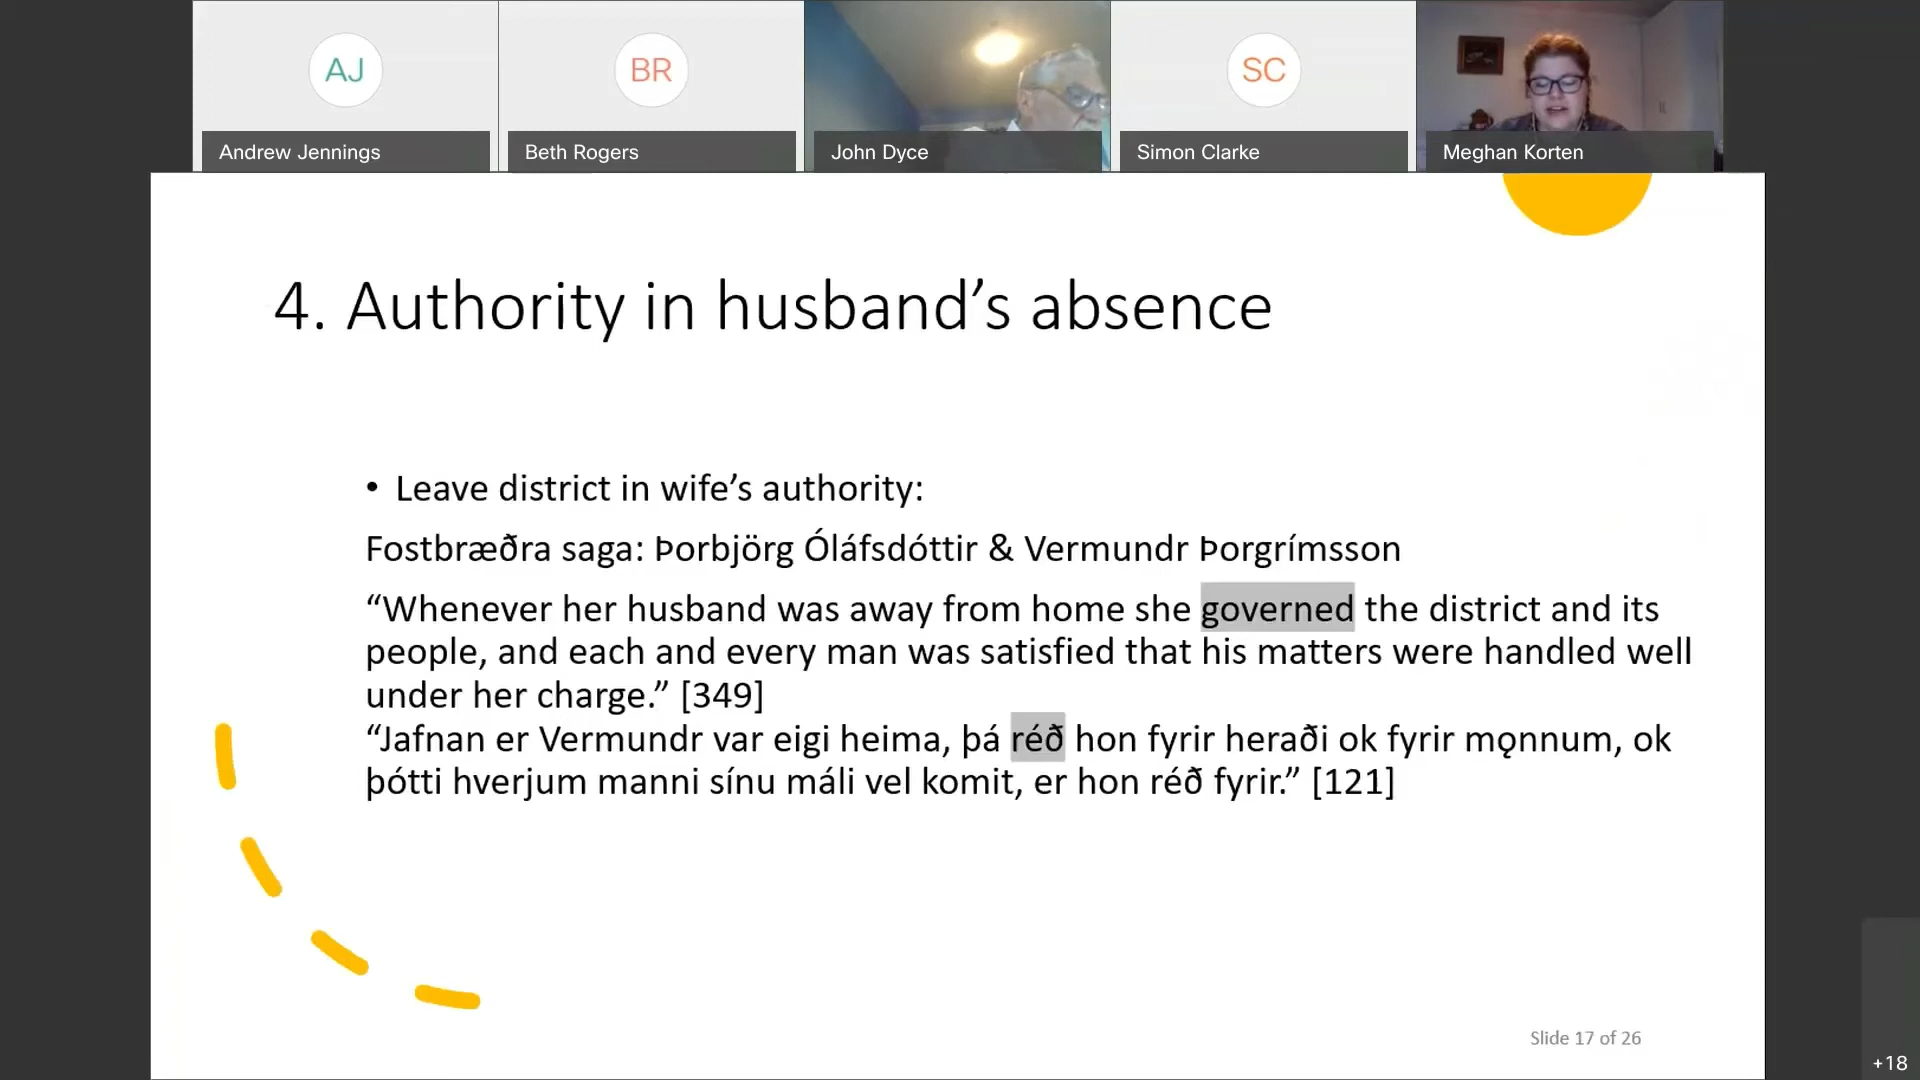 AJ
BR
SC
Andrew Jennings
Beth Rogers
John Dyce
Simon Clarke
Meghan Korten
4. Authority in husband’s absence
• Leave district in wife’s authority:
Fostbræðra saga: Þorbjörg Óláfsdóttir & Vermundr Þorgrímsson
“Whenever her husband was away from home she governed the district and its
people, and each and every man was satisfied that his matters were handled well
under her charge.” [349]
“Jafnan er Vermundr var eigi heima, þá réð hon fyrir heraði ok fyrir mǫnnum, ok
þótti hverjum manni sínu máli vel komit, er hon réð fyrir.” [121]
Slide 17 of 26
+18